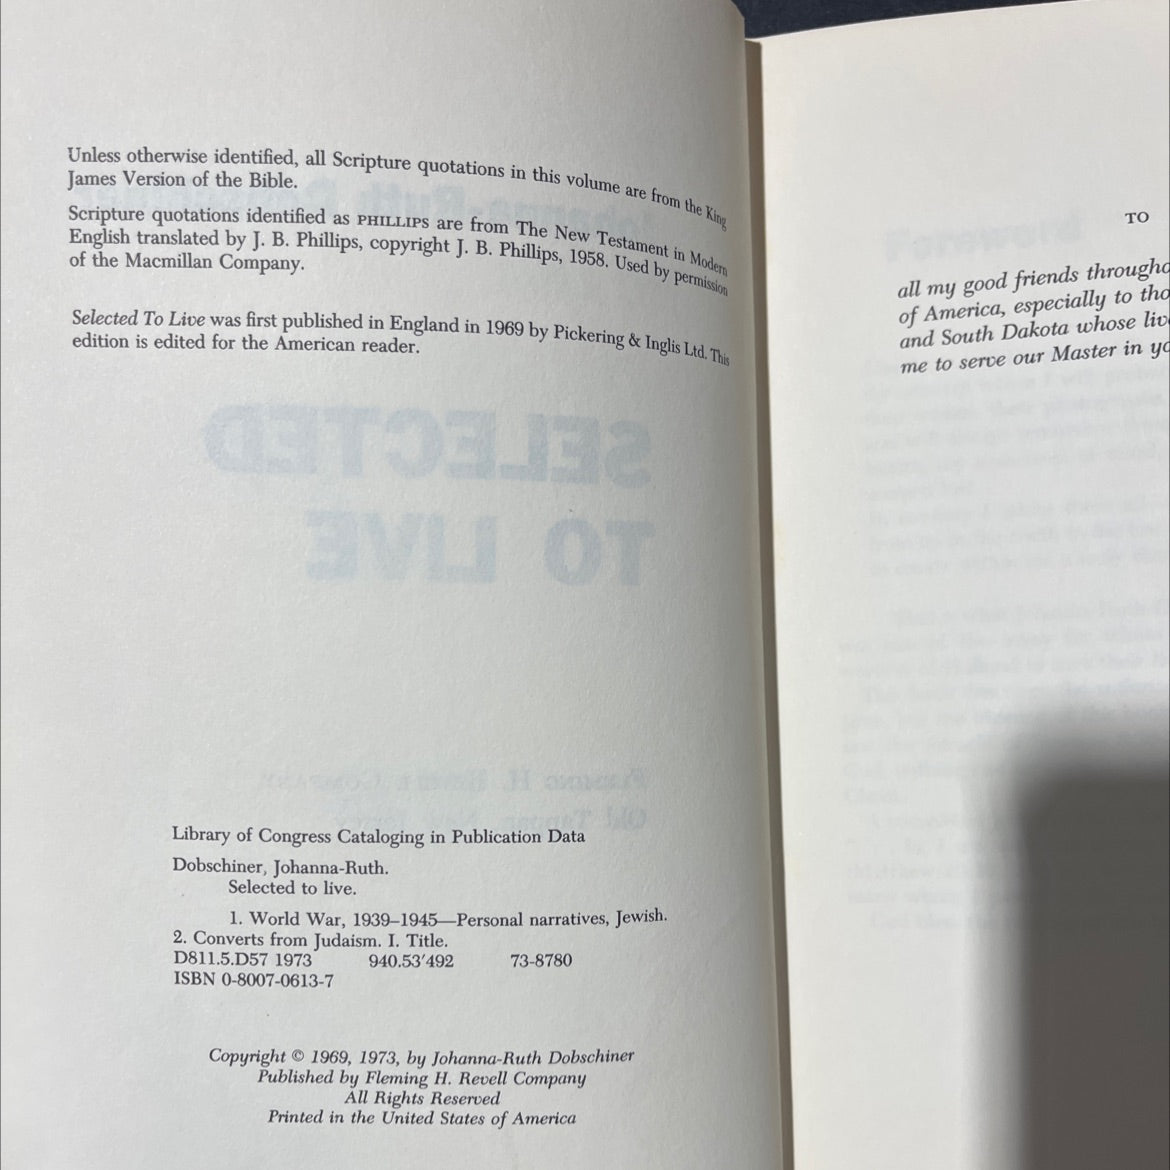 Unless otherwise identified, all Scripture quotations in this volume are from the King
James Version of the Bible.
Scripture quotations identified as PHILLIPS are from The New Testament in Modern
English translated by J. B. Phillips, copyright J. B. Phillips, 1958. Used by permission
of the Macmillan Company.
Selected To Live was first published in England in 1969 by Pickering & Inglis Ltd. This
edition is edited for the American reader.
SELECTED
TO LIVE
Library of Congress Cataloging in Publication Data
Dobschiner, Johanna-Ruth.
Selected to live.
1. World War, 1939–1945—Personal narratives, Jewish.
2. Converts from Judaism. I. Title.
D811.5.D57 1973 940.53'492 73-8780
ISBN 0-8007-0613-7
Copyright © 1969, 1973, by Johanna-Ruth Dobschiner
Published by Fleming H. Revell Company
All Rights Reserved
Printed in the United States of America
TO
all my good friends
of America, especially to
and South Dakota whose
me to serve our Master in